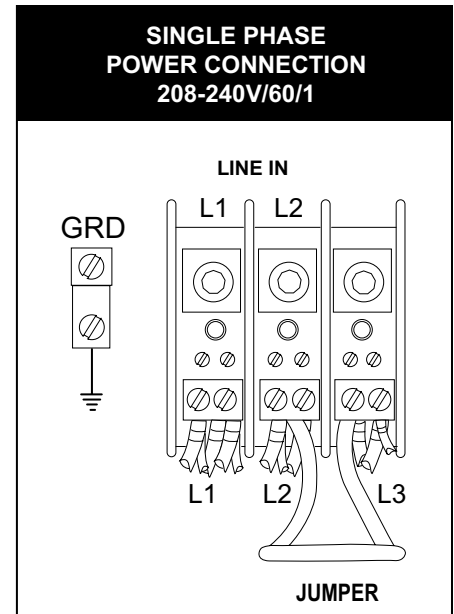 SINGLE PHASE
POWER CONNECTION
208-240V/60/1
LINE IN
L1 L2
GRD
L1 L2 L3
JUMPER